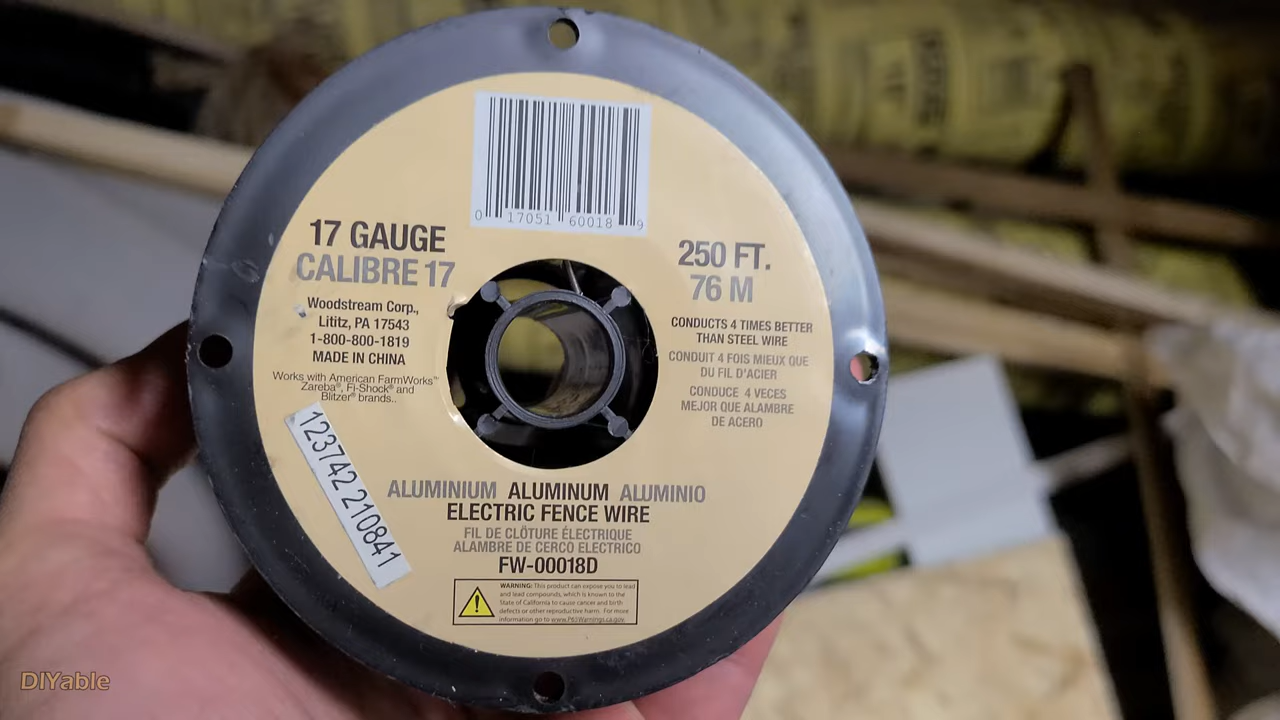 0 17051 60018 9
17 GAUGE
CALIBRE 17
Woodstream Corp.,
Lititz, PA 17543
1-800-800-1819
MADE IN CHINA
Works with American FarmWorks™
Zareba®, Fi-Shock® and
Blitzer® brands..
250 FT.
76 M
CONDUCTS 4 TIMES BETTER
THAN STEEL WIRE
CONDUIT 4 FOIS MIEUX QUE
DU FIL D'ACIER
CONDUCE 4 VECES
MEJOR QUE ALAMBRE
DE ACERO
123742 210841
ALUMINIUM ALUMINUM ALUMINIO
ELECTRIC FENCE WIRE
FIL DE CLÔTURE ÉLECTRIQUE
ALAMBRE DE CERCO ELECTRICO
FW-00018D
WARNING: This product can expose you to lead
and lead compounds, which is known to the
State of California to cause cancer and birth
defects or other reproductive harm. For more
information go to www.P65Warnings.ca.gov.
DIYable